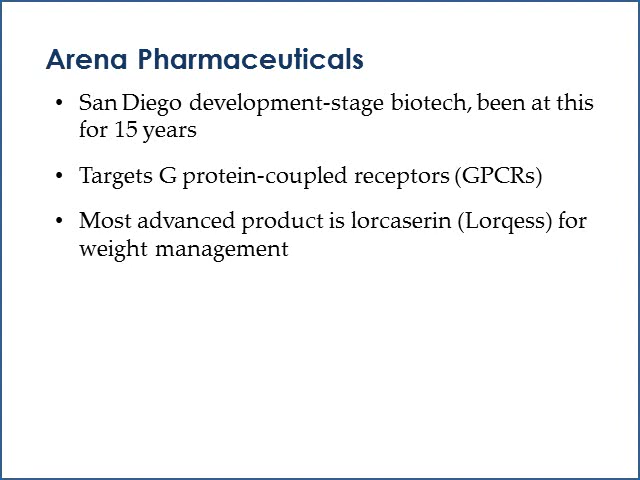 Arena Pharmaceuticals
• San Diego development-stage biotech, been at this
for 15 years
• Targets G protein-coupled receptors (GPCRs)
• Most advanced product is lorcaserin (Lorqess) for
weight management